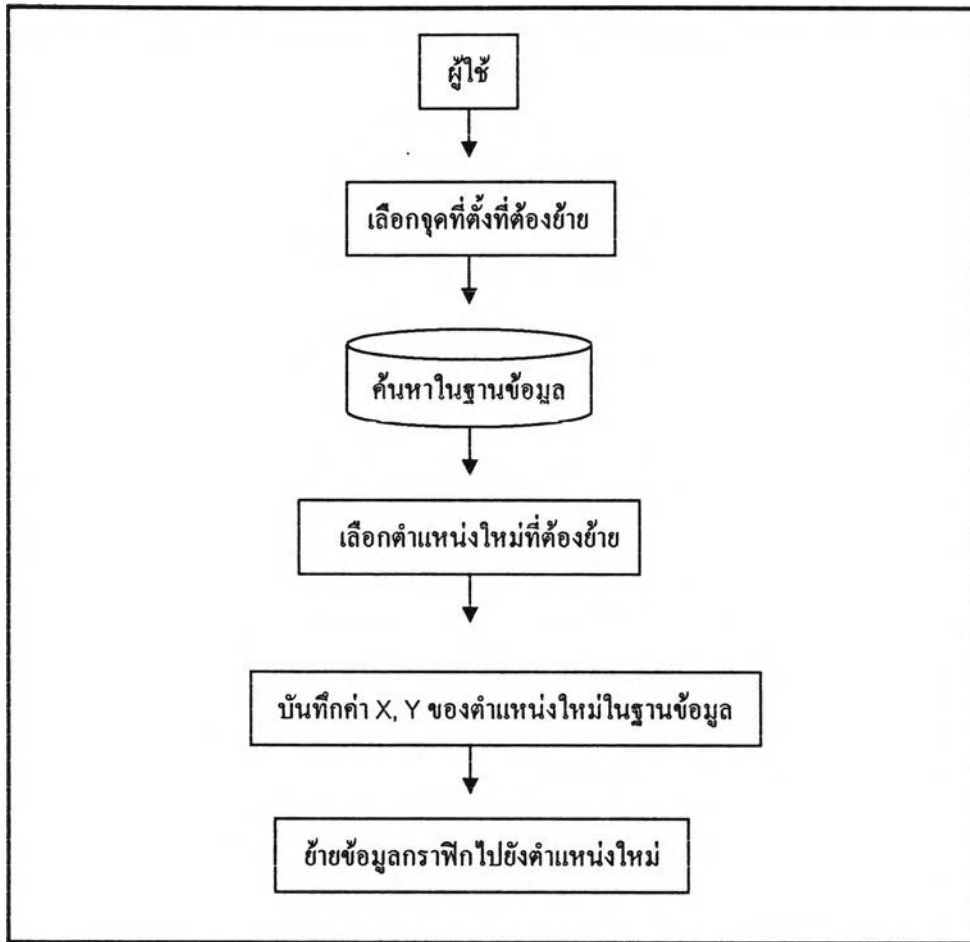 ผู้ใช้
เลือกจุดที่ตั้งที่ต้องย้าย
ค้นหาในฐานข้อมูล
เลือกตำแหน่งใหม่ที่ต้องย้าย
บันทึกค่า X, Y ของตำแหน่งใหม่ในฐานข้อมูล
ย้ายข้อมูลกราฟิกไปยังตำแหน่งใหม่